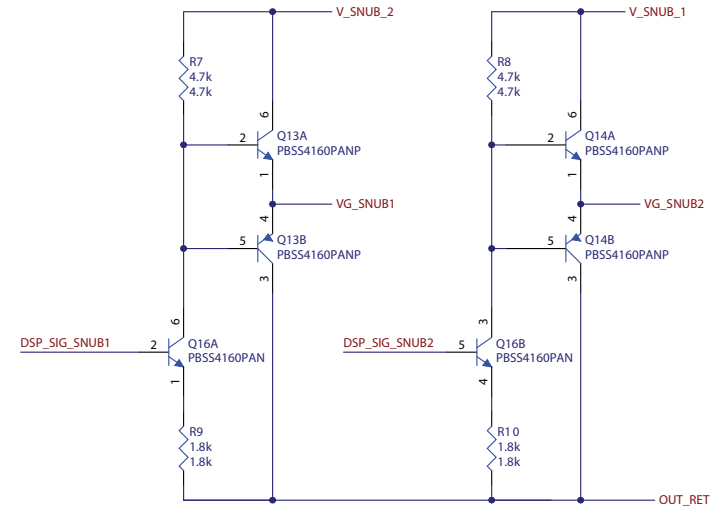 V_SNUB_2
V_SNUB_1
R7
4.7k
4.7k
R8
4.7k
4.7k
6
2
Q13A
PBSS4160PANP
1
6
2
Q14A
PBSS4160PANP
1
VG_SNUB1
VG_SNUB2
4
5
Q13B
PBSS4160PANP
3
4
5
Q14B
PBSS4160PANP
3
6
DSP_SIG_SNUB1
2
Q16A
PBSS4160PAN
1
3
DSP_SIG_SNUB2
5
Q16B
PBSS4160PAN
4
R9
1.8k
1.8k
R10
1.8k
1.8k
OUT_RET